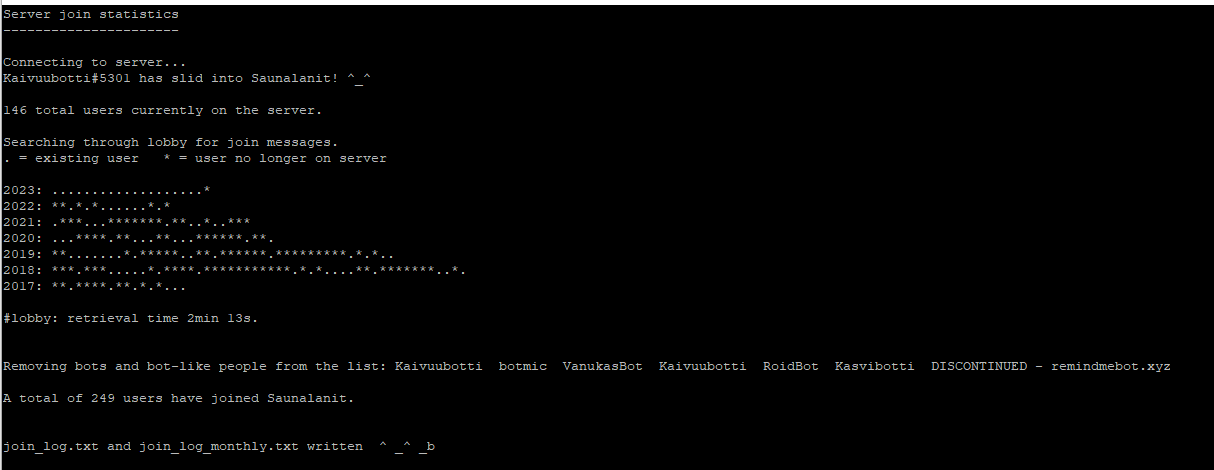 Server join statistics
----------------------
Connecting to server...
Kaivuubotti#5301 has slid into Saunalanit! ^_^
146 total users currently on the server.
Searching through lobby for join messages.
. = existing user   * = user no longer on server
2023: ...................*
2022: **.*.*......*.*
2021: .***...*******.**..*..***
2020: ...****.**...**...******.**.
2019: **.......*.*****..**.******.*********.*.*..
2018: ***.***.....*.****.***********.*.*....**.*******..*.
2017: **.****.**.*.*...
#lobby: retrieval time 2min 13s.
Removing bots and bot-like people from the list: Kaivuubotti  botmic  VanukasBot  Kaivuubotti  RoidBot  Kasvibotti  DISCONTINUED - remindmebot.xyz
A total of 249 users have joined Saunalanit.
join_log.txt and join_log_monthly.txt written  ^ _^ _b